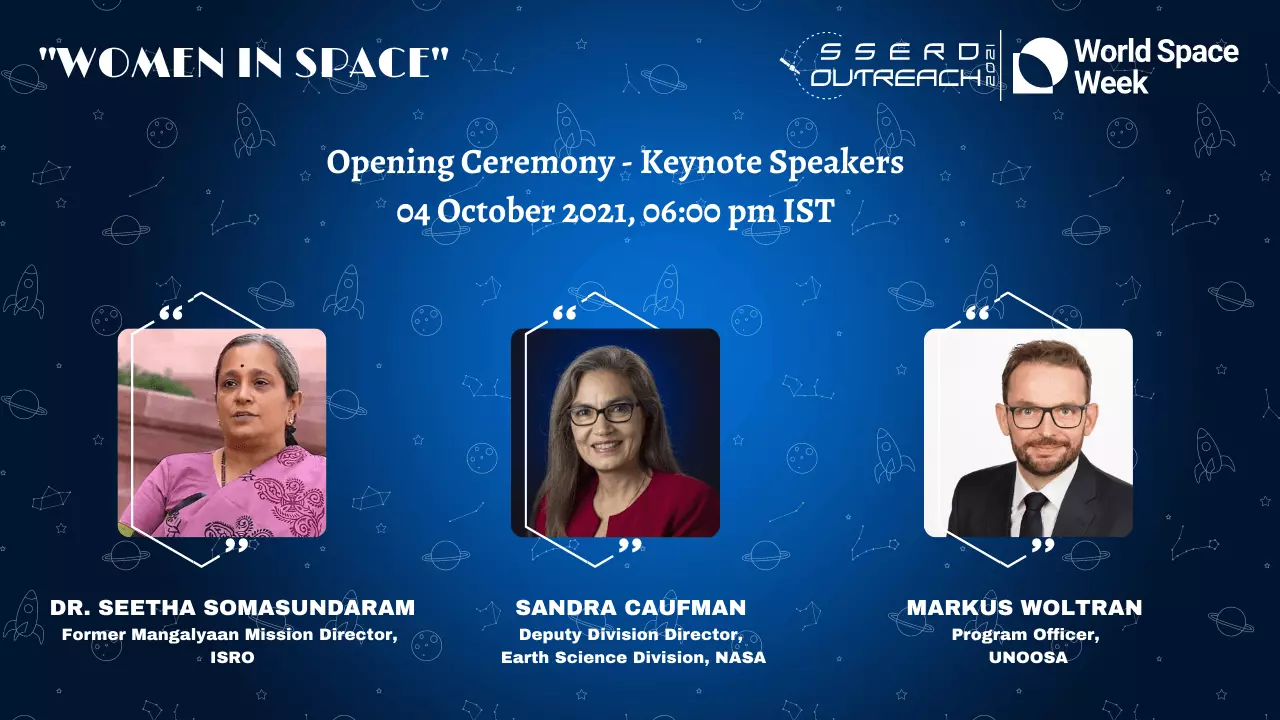 "WOMEN IN SPACE"
SSERD
OUTREACH 2021
World Space
Week
Opening Ceremony - Keynote Speakers
04 October 2021, 06:00 pm IST
“ “ “
” ” ”
DR. SEETHA SOMASUNDARAM
Former Mangalyaan Mission Director,
ISRO
SANDRA CAUFMAN
Deputy Division Director,
Earth Science Division, NASA
MARKUS WOLTRAN
Program Officer,
UNOOSA